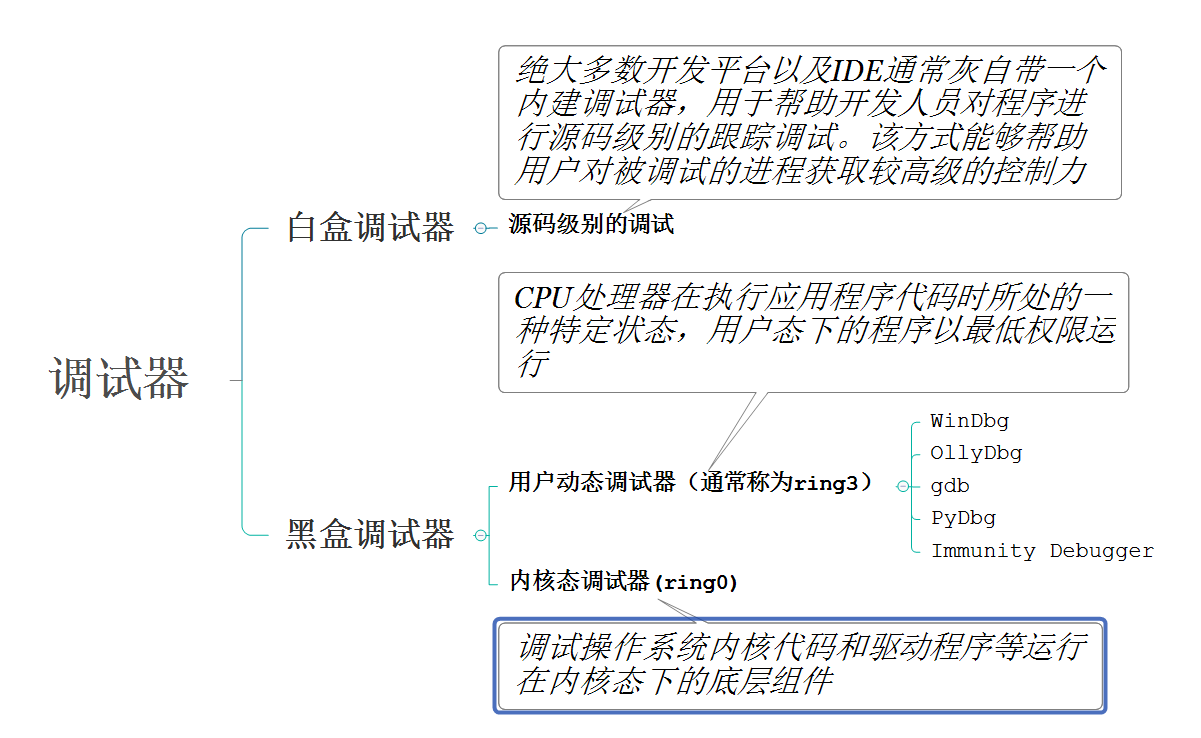 绝大多数开发平台以及IDE通常灰自带一个
内建调试器，用于帮助开发人员对程序进
行源码级别的跟踪调试。该方式能够帮助
用户对被调试的进程获取较高级的控制力
白盒调试器
源码级别的调试
CPU处理器在执行应用程序代码时所处的一
种特定状态，用户态下的程序以最低权限运
行
调试器
用户动态调试器（通常称为ring3）
WinDbg
OllyDbg
gdb
PyDbg
Immunity Debugger
黑盒调试器
内核态调试器(ring0)
调试操作系统内核代码和驱动程序等运行
在内核态下的底层组件